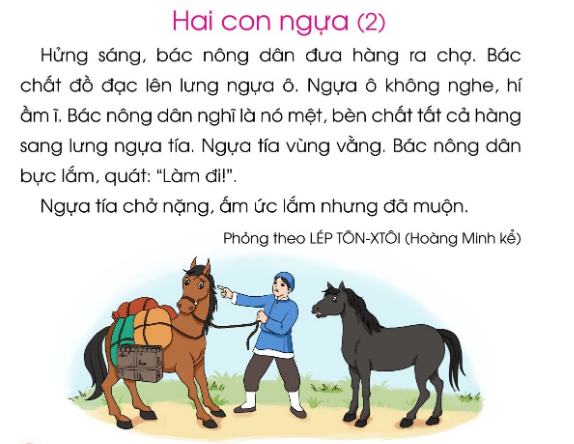 Hai con ngựa (2)
Hửng sáng, bác nông dân đưa hàng ra chợ. Bác
chất đồ đạc lên lưng ngựa ô. Ngựa ô không nghe, hí
ầm ĩ. Bác nông dân nghĩ là nó mệt, bèn chất tất cả hàng
sang lưng ngựa tía. Ngựa tía vùng vằng. Bác nông dân
bực lắm, quát: “Làm đi!”.
Ngựa tía chở nặng, ấm ức lắm nhưng đã muộn.
Phỏng theo LÉP TÔN-XTÔI (Hoàng Minh kể)